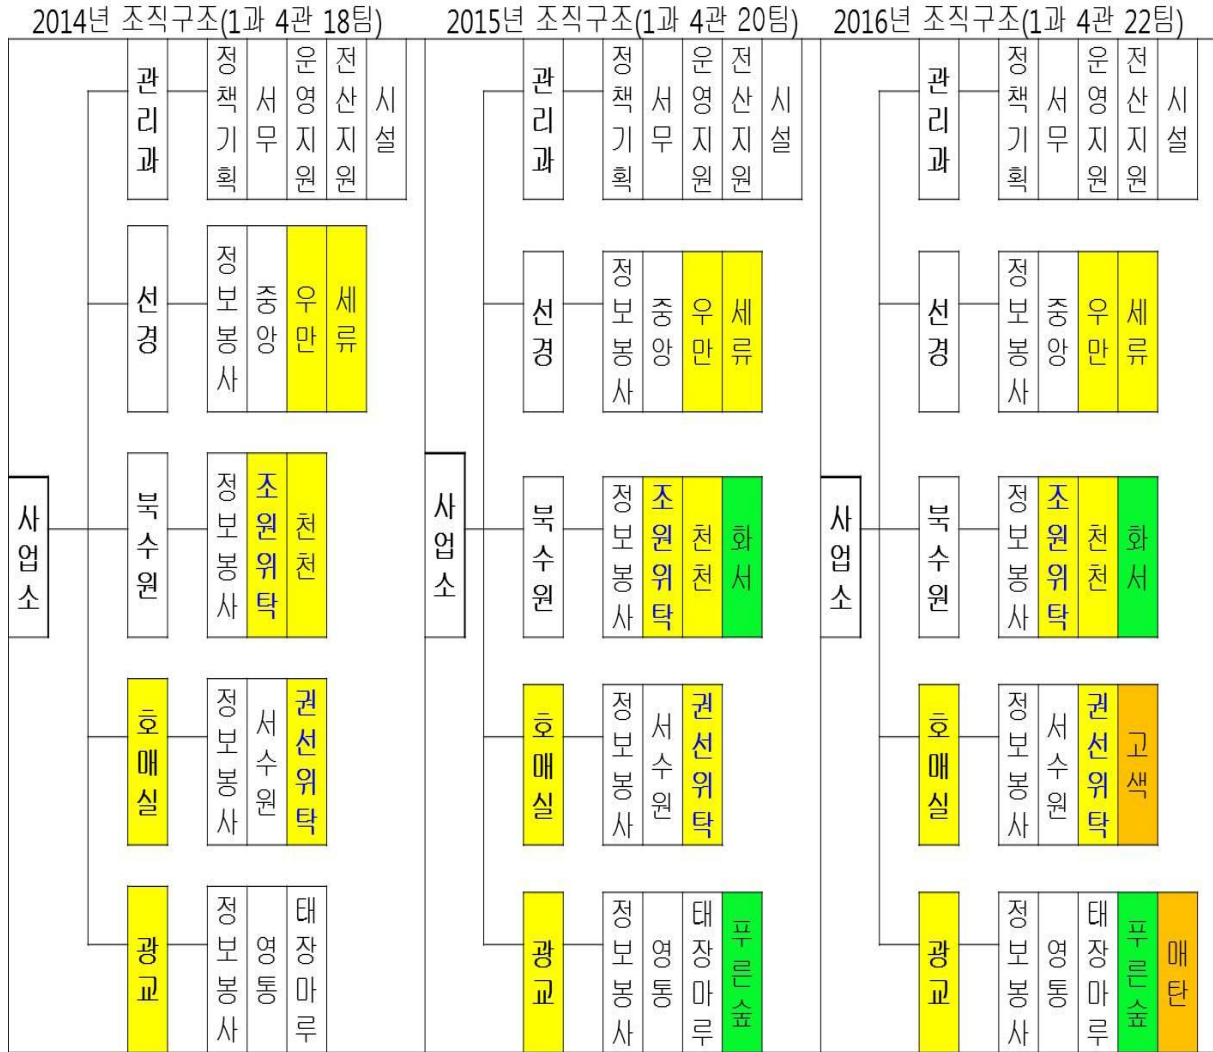 2014년 조직구조(1과 4관 18팀)
사업소
관리과
정책기획
서무
운영지원
전산지원
시설
선경
정보봉사
중앙
우만
세류
북수원
정보봉사
조원위탁
천천
호매실
정보봉사
서수원
권선위탁
광교
정보봉사
영통
태장마루
2015년 조직구조(1과 4관 20팀)
사업소
관리과
정책기획
서무
운영지원
전산지원
시설
선경
정보봉사
중앙
우만
세류
북수원
정보봉사
조원위탁
천천
화서
호매실
정보봉사
서수원
권선위탁
광교
정보봉사
영통
태장마루
푸른숲
2016년 조직구조(1과 4관 22팀)
사업소
관리과
정책기획
서무
운영지원
전산지원
시설
선경
정보봉사
중앙
우만
세류
북수원
정보봉사
조원위탁
천천
화서
호매실
정보봉사
서수원
권선위탁
고색
광교
정보봉사
영통
태장마루
푸른숲
매탄